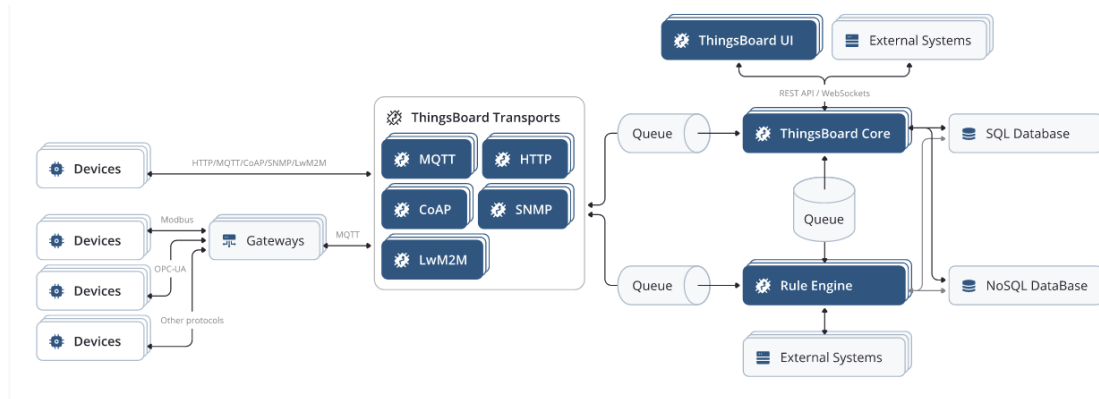 ThingsBoard UI
External Systems
REST API / WebSockets
ThingsBoard Transports
Queue
ThingsBoard Core
SQL Database
MQTT
HTTP
HTTP/MQTT/CoAP/SNMP/LwM2M
Devices
CoAP
SNMP
Queue
Modbus
Devices
Gateways
MQTT
LwM2M
OPC-UA
Devices
Queue
Rule Engine
NoSQL DataBase
Other protocols
Devices
External Systems